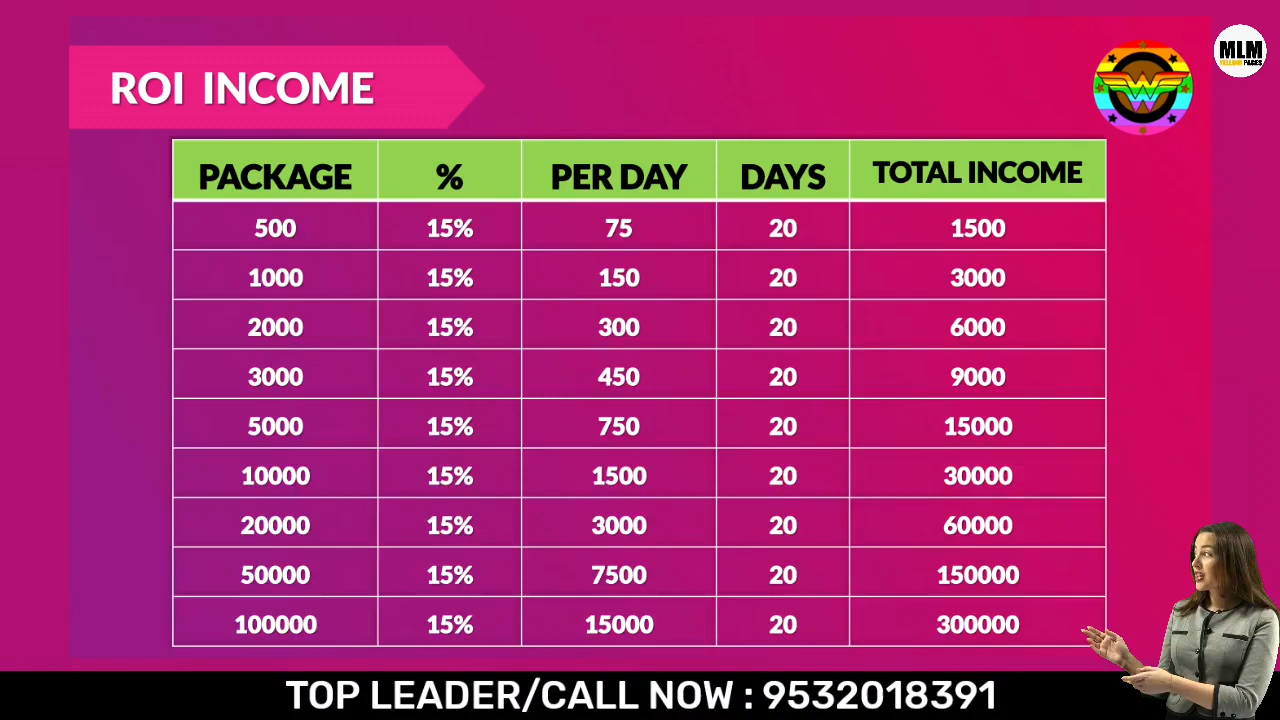 ROI INCOME
MLM
YELLOW PAGES
PACKAGE % PER DAY DAYS TOTAL INCOME
500 15% 75 20 1500
1000 15% 150 20 3000
2000 15% 300 20 6000
3000 15% 450 20 9000
5000 15% 750 20 15000
10000 15% 1500 20 30000
20000 15% 3000 20 60000
50000 15% 7500 20 150000
100000 15% 15000 20 300000
TOP LEADER/CALL NOW : 9532018391